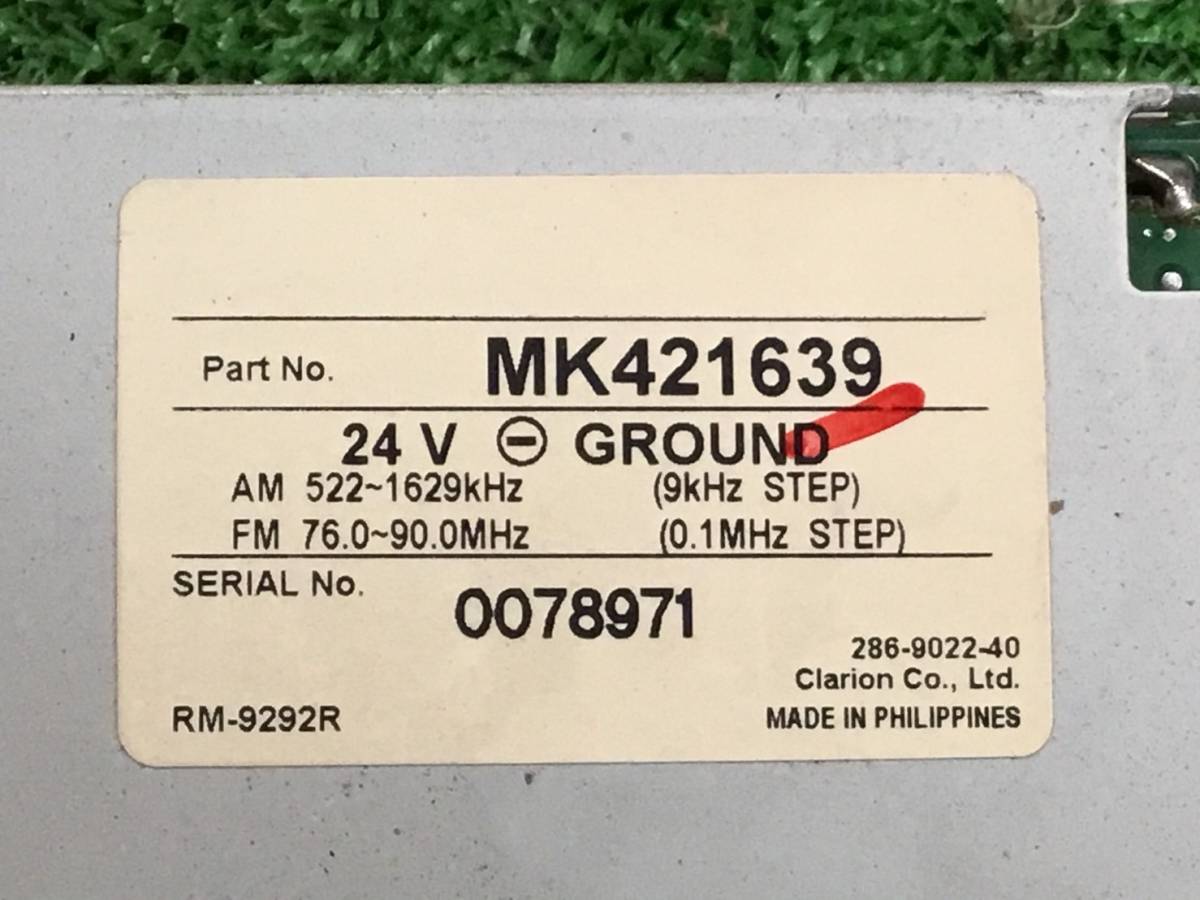 Part No. MK421639
24 V ⊖ GROUND
AM 522~1629kHz (9kHz STEP)
FM 76.0~90.0MHz (0.1MHz STEP)
SERIAL No. 0078971
286-9022-40
Clarion Co., Ltd.
RM-9292R MADE IN PHILIPPINES